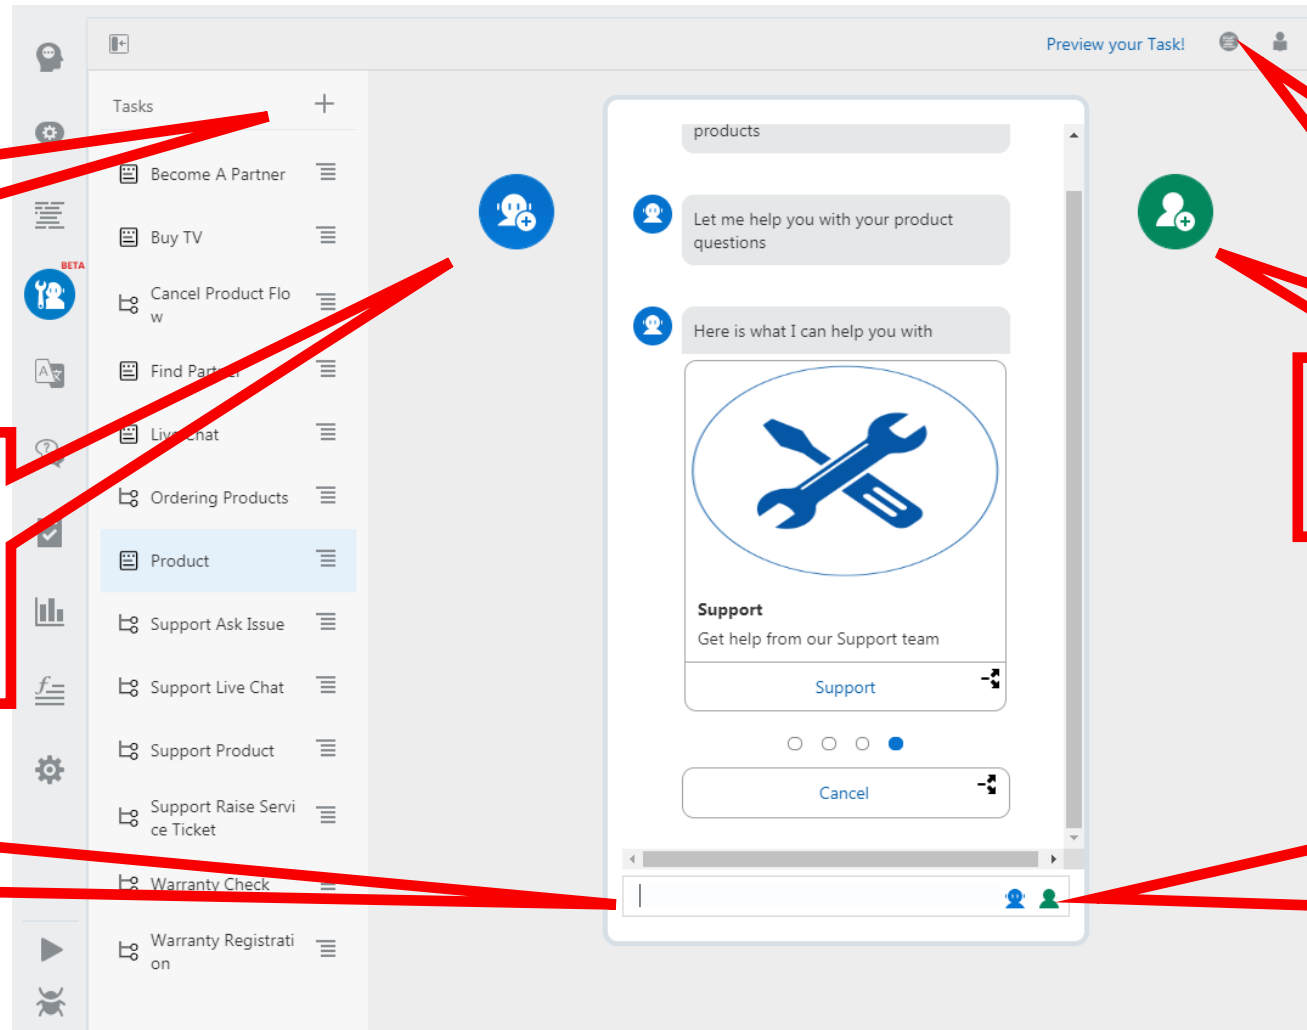 Preview your Task!
Tasks
Become A Partner
Buy TV
BETA
Cancel Product Flo
w
Find Partner
Live Chat
Ordering Products
Product
Support Ask Issue
Support Live Chat
Support Product
Support Raise Servi
ce Ticket
Warranty Check
Warranty Registrati
on
products
Let me help you with your product
questions
Here is what I can help you with
Support
Get help from our Support team
Support
Cancel